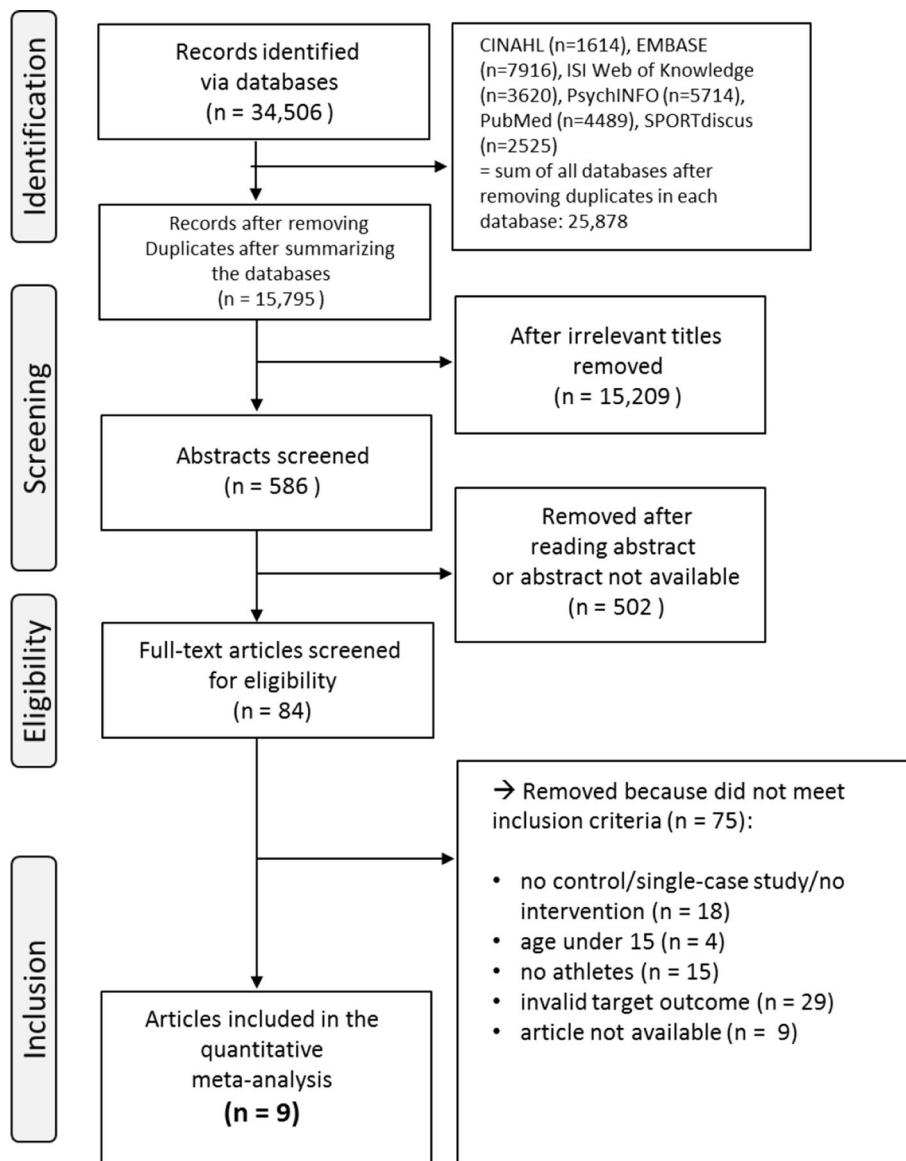 Identification
Records identified
via databases
(n = 34,506 )
CINAHL (n=1614), EMBASE
(n=7916), ISI Web of Knowledge
(n=3620), PsychINFO (n=5714),
PubMed (n=4489), SPORTdiscus
(n=2525)
= sum of all databases after
removing duplicates in each
database: 25,878
Records after removing
Duplicates after summarizing
the databases
(n = 15,795 )
Screening
After irrelevant titles
removed
(n = 15,209 )
Abstracts screened
(n = 586 )
Removed after
reading abstract
or abstract not available
(n = 502 )
Eligibility
Full-text articles screened
for eligibility
(n = 84)
Inclusion
→ Removed because did not meet
inclusion criteria (n = 75):
• no control/single-case study/no
intervention (n = 18)
• age under 15 (n = 4)
• no athletes (n = 15)
• invalid target outcome (n = 29)
• article not available (n =  9)
Articles included in the
quantitative
meta-analysis
(n = 9)